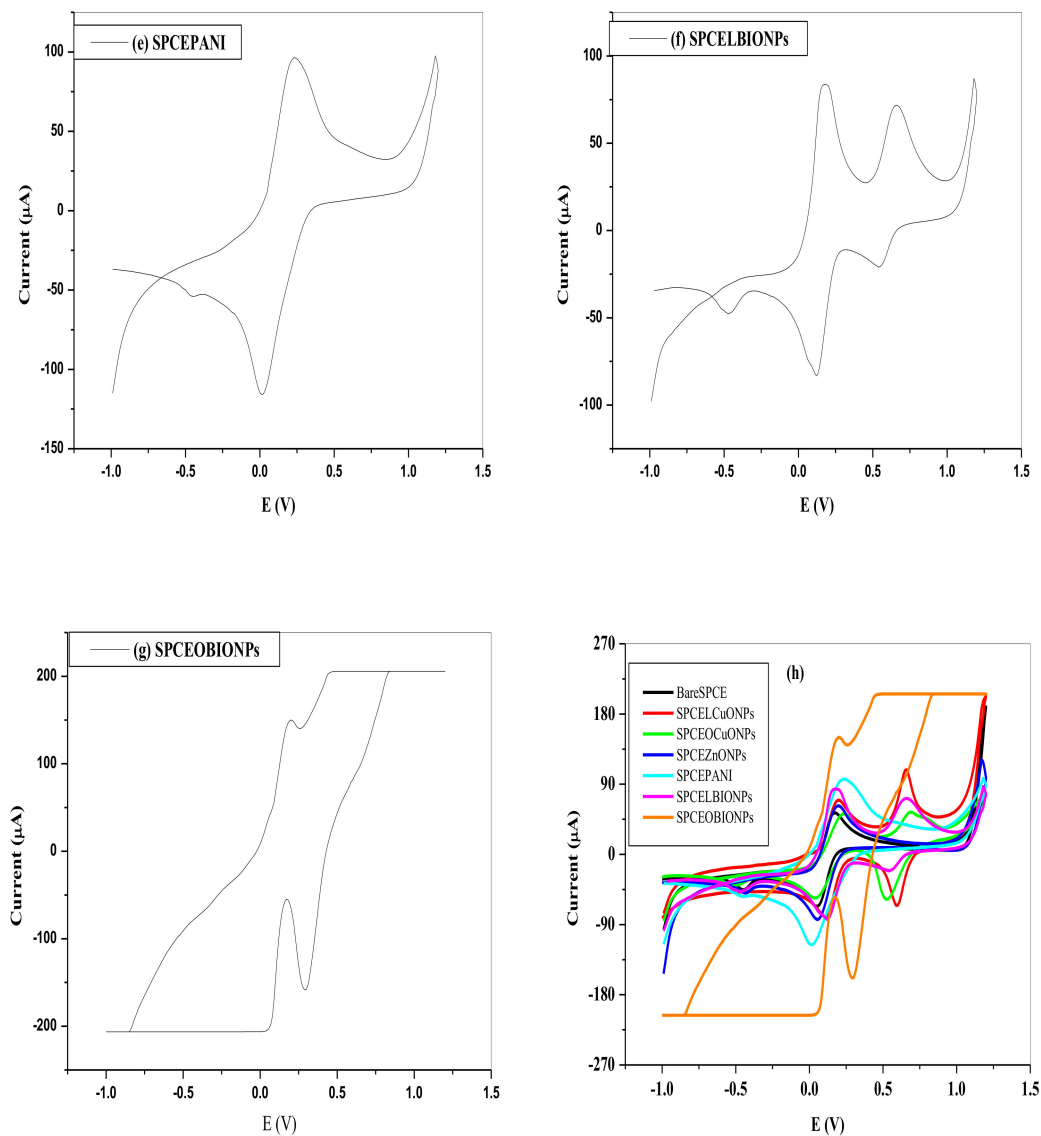 (e) SPCEPANI
100
50
0
-50
-100
-150
Current (µA)
-1.0 -0.5 0.0 0.5 1.0 1.5
E (V)
(f) SPCELBIONPs
100
50
0
-50
-100
Current (µA)
-1.0 -0.5 0.0 0.5 1.0 1.5
E (V)
(g) SPCEOBIONPs
200
100
0
-100
-200
Current (µA)
-1.0 -0.5 0.0 0.5 1.0 1.5
E (V)
(h)
BareSPCE
SPCELCuONPs
SPCEOCuONPs
SPCEZnONPs
SPCEPANI
SPCELBIONPs
SPCEOBIONPs
270
180
90
0
-90
-180
-270
Current (µA)
-1.0 -0.5 0.0 0.5 1.0 1.5
E (V)